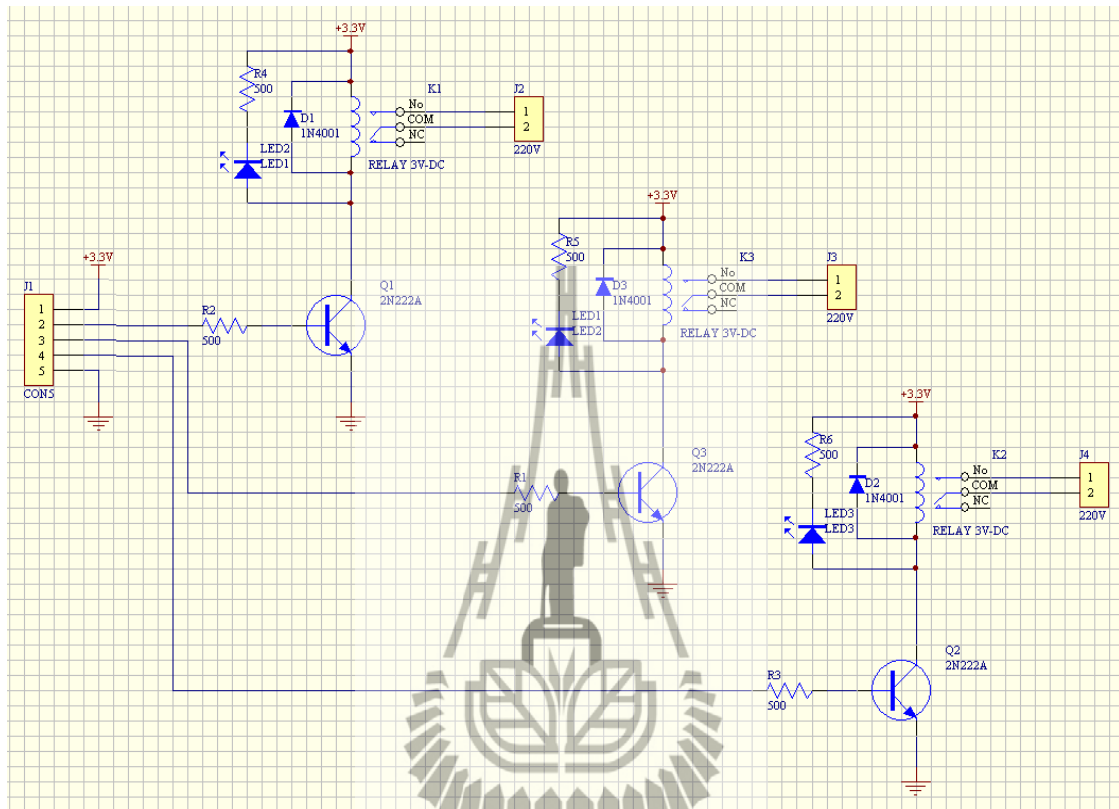 +3.3V
R4
500
D1
1N4001
LED2
LED1
No
COM
NC
K1
RELAY 3V-DC
J2
1
2
220V
+3.3V
J1
1
2
3
4
5
CON5
R2
500
Q1
2N222A
+3.3V
R5
500
D3
1N4001
LED1
LED2
No
COM
NC
K3
RELAY 3V-DC
J3
1
2
220V
R1
500
Q3
2N222A
+3.3V
R6
500
D2
1N4001
LED3
LED3
No
COM
NC
K2
RELAY 3V-DC
J4
1
2
220V
R3
500
Q2
2N222A